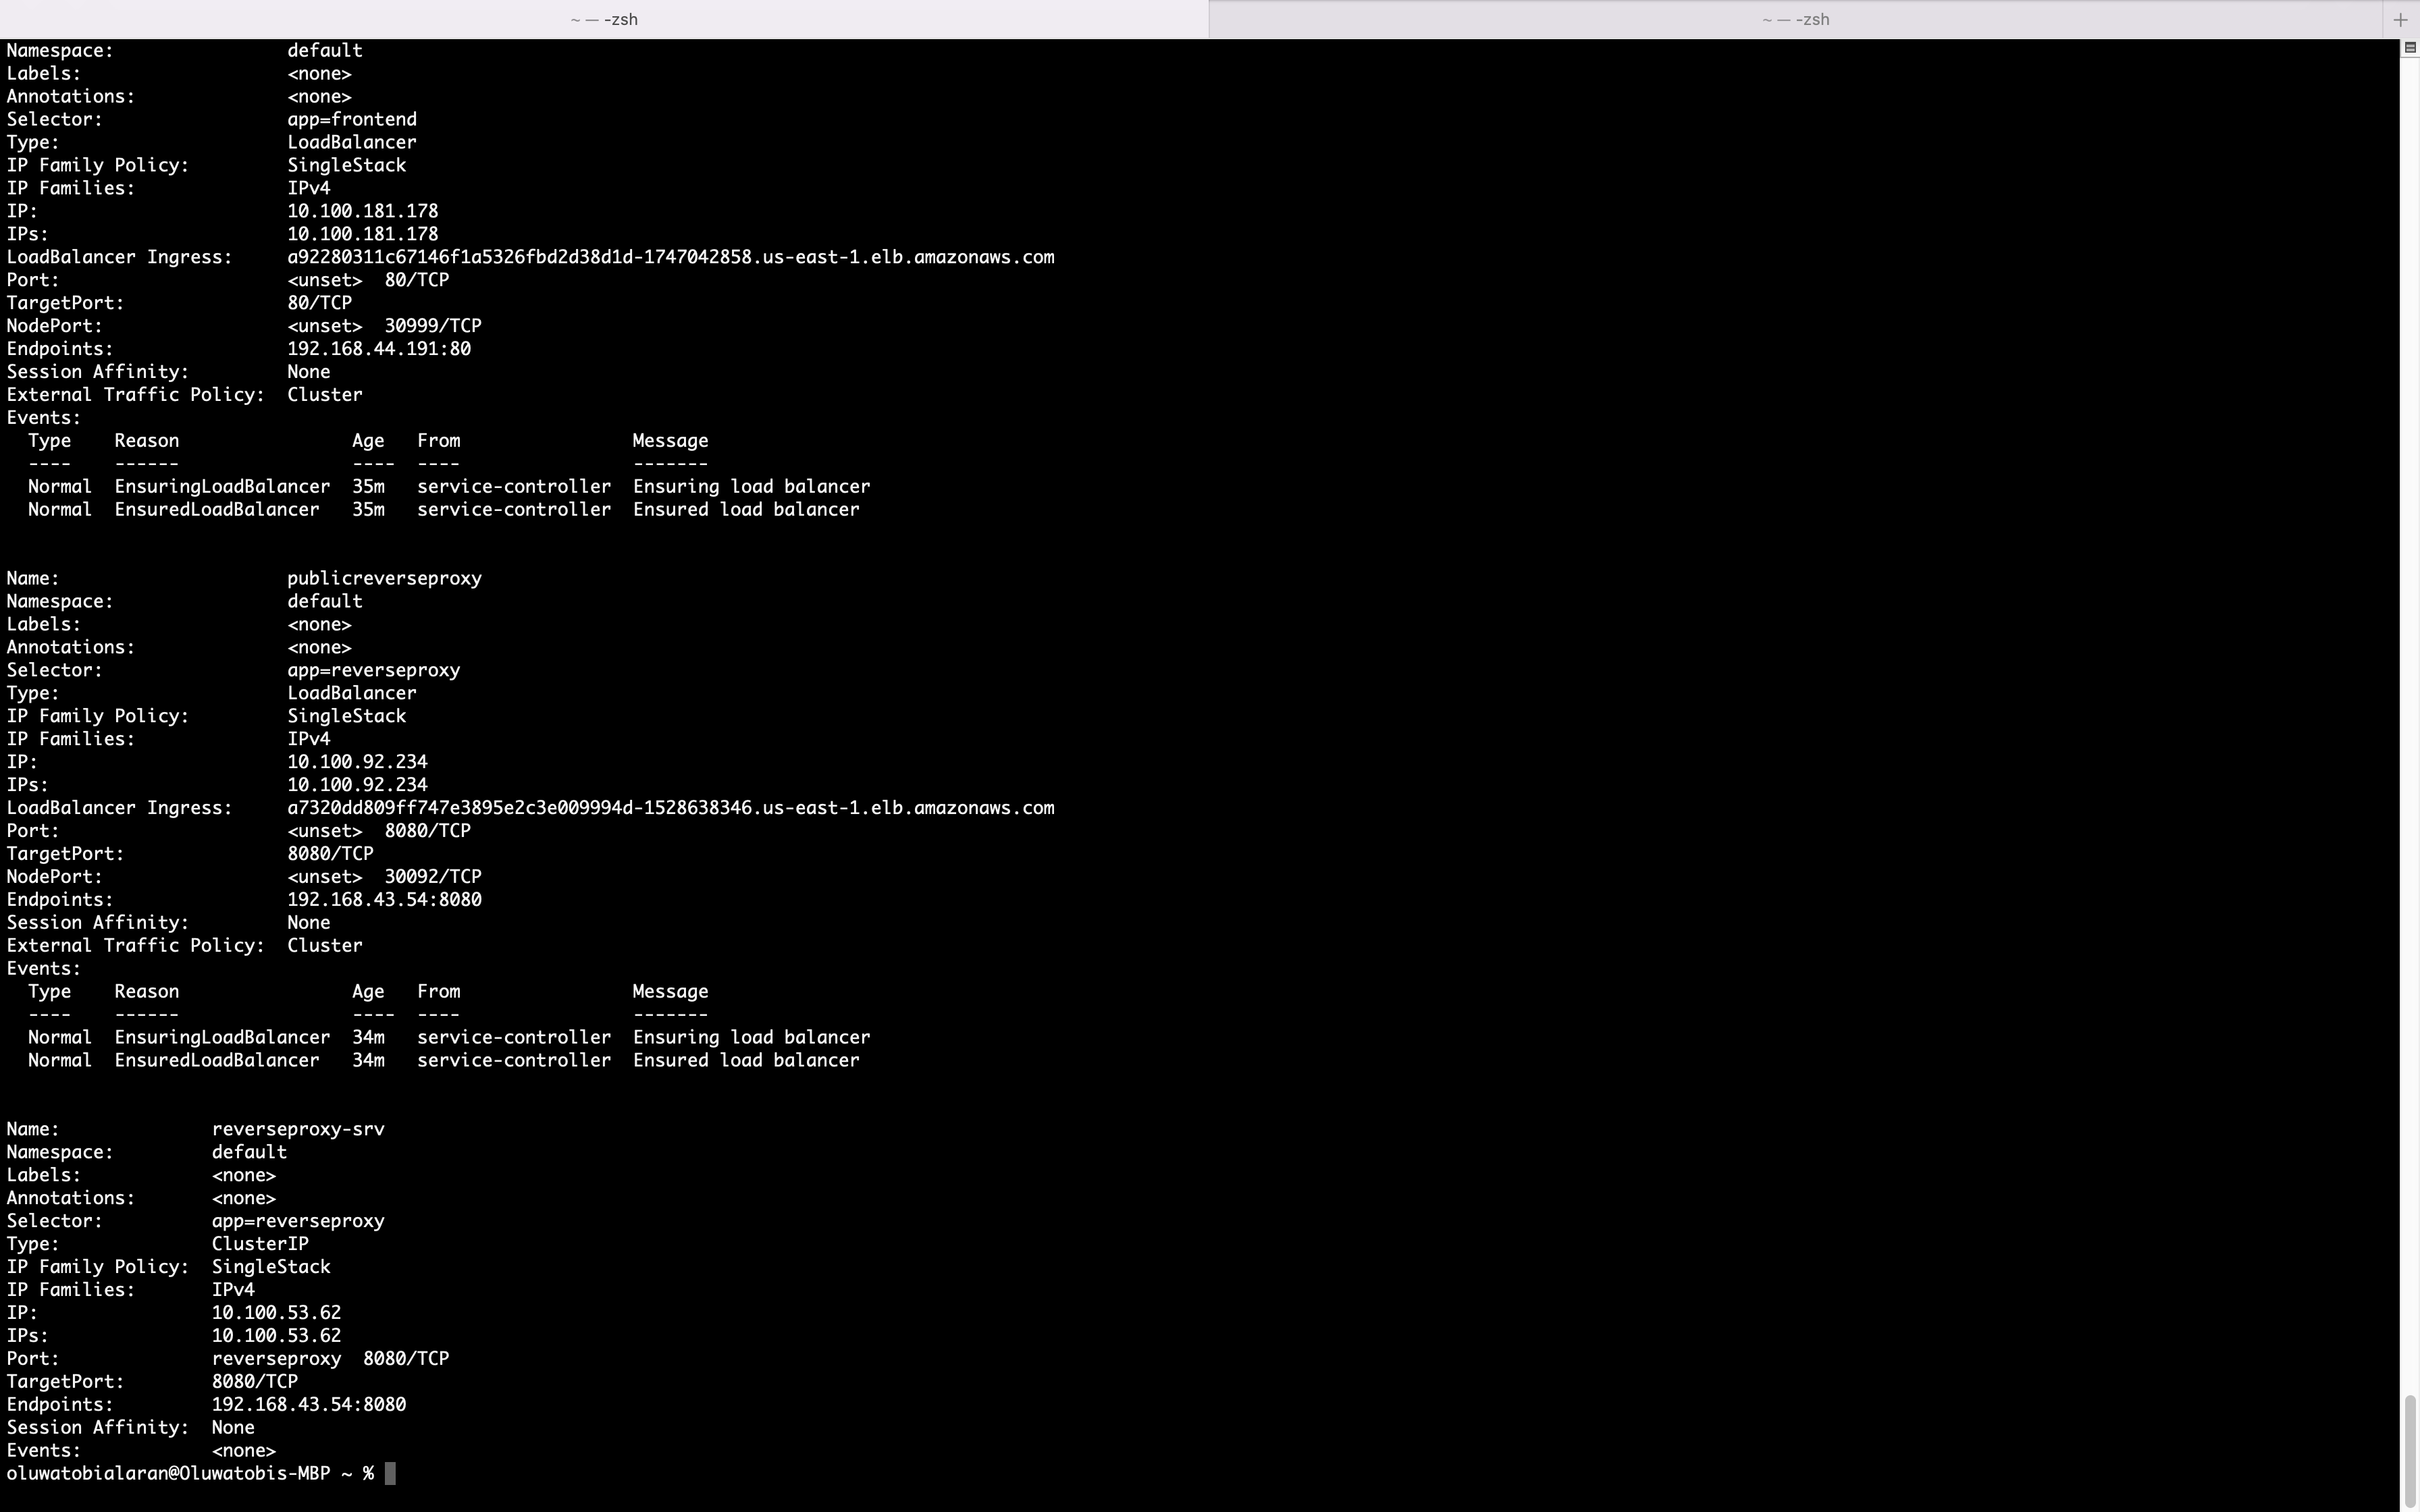 ~ — -zsh
~ — -zsh
Namespace: default
Labels: <none>
Annotations: <none>
Selector: app=frontend
Type: LoadBalancer
IP Family Policy: SingleStack
IP Families: IPv4
IP: 10.100.181.178
IPs: 10.100.181.178
LoadBalancer Ingress: a92280311c67146f1a5326fbd2d38d1d-1747042858.us-east-1.elb.amazonaws.com
Port: <unset> 80/TCP
TargetPort: 80/TCP
NodePort: <unset> 30999/TCP
Endpoints: 192.168.44.191:80
Session Affinity: None
External Traffic Policy: Cluster
Events:
Type Reason Age From Message
---- ------ ---- ---- -------
Normal EnsuringLoadBalancer 35m service-controller Ensuring load balancer
Normal EnsuredLoadBalancer 35m service-controller Ensured load balancer
Name: publicreverseproxy
Namespace: default
Labels: <none>
Annotations: <none>
Selector: app=reverseproxy
Type: LoadBalancer
IP Family Policy: SingleStack
IP Families: IPv4
IP: 10.100.92.234
IPs: 10.100.92.234
LoadBalancer Ingress: a7320dd809ff747e3895e2c3e009994d-1528638346.us-east-1.elb.amazonaws.com
Port: <unset> 8080/TCP
TargetPort: 8080/TCP
NodePort: <unset> 30092/TCP
Endpoints: 192.168.43.54:8080
Session Affinity: None
External Traffic Policy: Cluster
Events:
Type Reason Age From Message
---- ------ ---- ---- -------
Normal EnsuringLoadBalancer 34m service-controller Ensuring load balancer
Normal EnsuredLoadBalancer 34m service-controller Ensured load balancer
Name: reverseproxy-srv
Namespace: default
Labels: <none>
Annotations: <none>
Selector: app=reverseproxy
Type: ClusterIP
IP Family Policy: SingleStack
IP Families: IPv4
IP: 10.100.53.62
IPs: 10.100.53.62
Port: reverseproxy 8080/TCP
TargetPort: 8080/TCP
Endpoints: 192.168.43.54:8080
Session Affinity: None
Events: <none>
oluwatobialaran@Oluwatobis-MBP ~ %